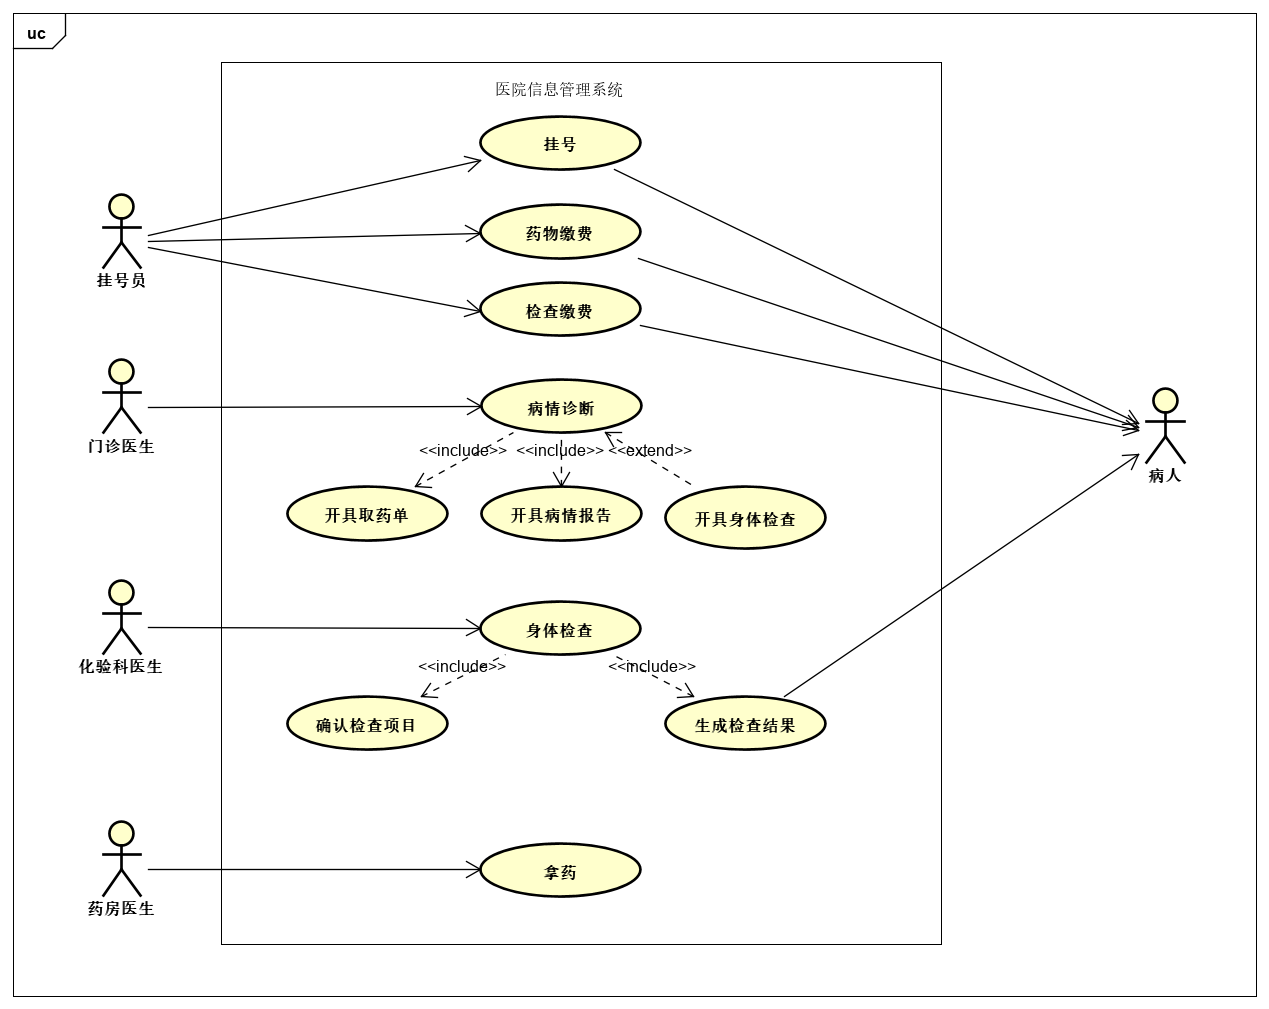 uc
医院信息管理系统
挂号
药物缴费
挂号员
检查缴费
病情诊断
门诊医生
<<include>>
<<include>>
<<extend>>
病人
开具取药单
开具病情报告
开具身体检查
身体检查
化验科医生
<<include>>
<<include>>
确认检查项目
生成检查结果
拿药
药房医生